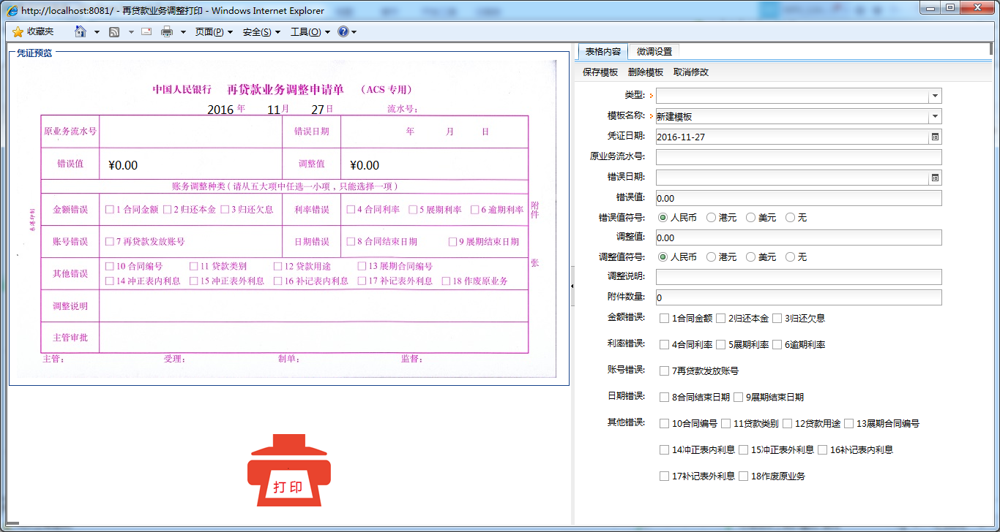 http://localhost:8081/ - 再贷款业务调整打印 - Windows Internet Explorer
收藏夹 页面(P) 安全(S) 工具(O)
凭证预览
中国人民银行 再贷款业务调整申请单 (ACS 专用)
2016 年 11 月 27 日 流水号:
原业务流水号 错误日期 年 月 日
错误值 ¥0.00 调整值 ¥0.00
账务调整种类(请从五大项中任选一小项,只能选择一项)
金额错误 1 合同金额 2 归还本金 3 归还欠息 利率错误 4 合同利率 5 展期利率 6 逾期利率
账号错误 7 再贷款发放账号 日期错误 8 合同结束日期 9 展期结束日期
其他错误 10 合同编号 11 贷款类别 12 贷款用途 13 展期合同编号
14 冲正表内利息 15 冲正表外利息 16 补记表内利息 17 补记表外利息 18 作废原业务
调整说明
主管审批
主管: 受理: 制单: 监督:
附件
张
打印
表格内容 微调设置
保存模板 删除模板 取消修改
类型:
模板名称: 新建模板
凭证日期: 2016-11-27
原业务流水号:
错误日期:
错误值: 0.00
错误值符号: 人民币 港元 美元 无
调整值: 0.00
调整值符号: 人民币 港元 美元 无
调整说明:
附件数量: 0
金额错误: 1合同金额 2归还本金 3归还欠息
利率错误: 4合同利率 5展期利率 6逾期利率
账号错误: 7再贷款发放账号
日期错误: 8合同结束日期 9展期结束日期
其他错误: 10合同编号 11贷款类别 12贷款用途 13展期合同编号
14冲正表内利息 15冲正表外利息 16补记表内利息
17补记表外利息 18作废原业务